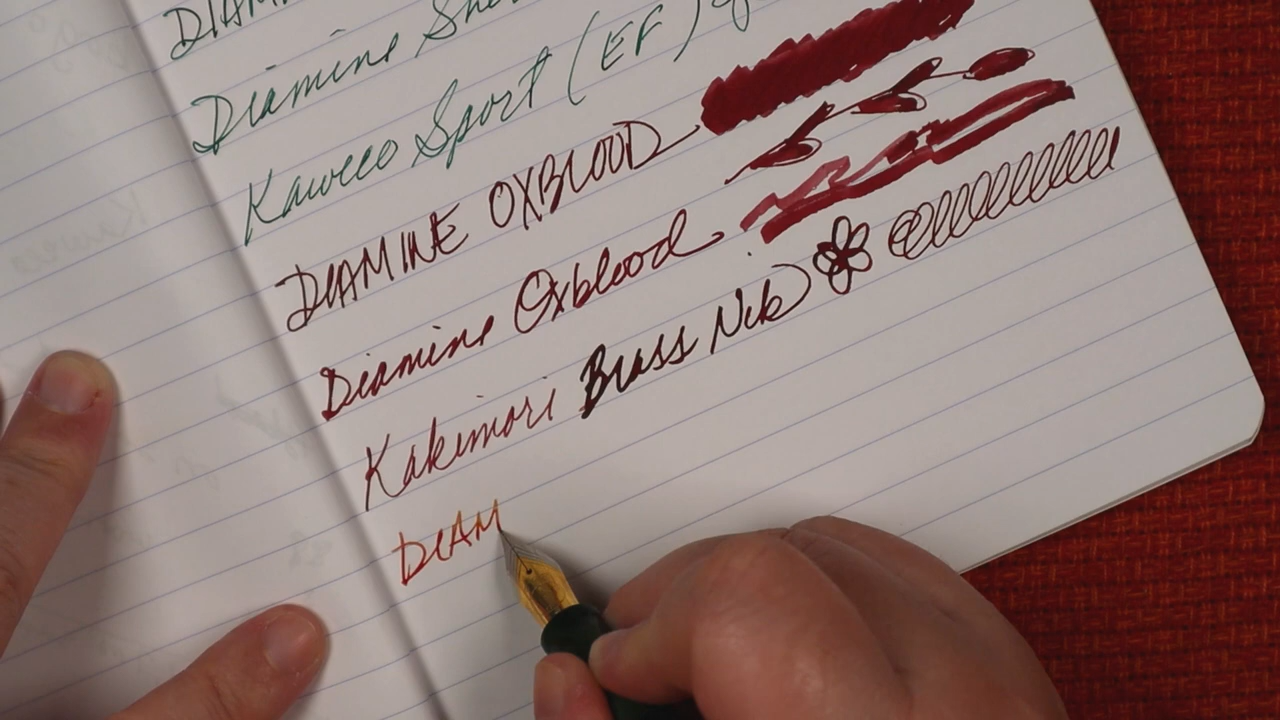 Diamine
Kaweco Sport (EF)
DIAMINE OXBLOOD
Diamine Oxblood
Kakimori Brass Nib
DIAM